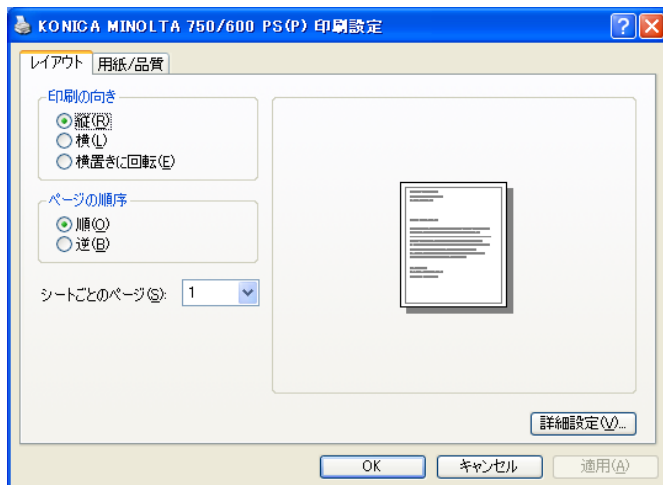 KONICA MINOLTA 750/600 PS(P) 印刷設定
レイアウト 用紙/品質
印刷の向き
縦(R)
横(L)
横置きに回転(E)
ページの順序
順(O)
逆(B)
シートごとのページ(S): 1
詳細設定(V)...
OK キャンセル 適用(A)